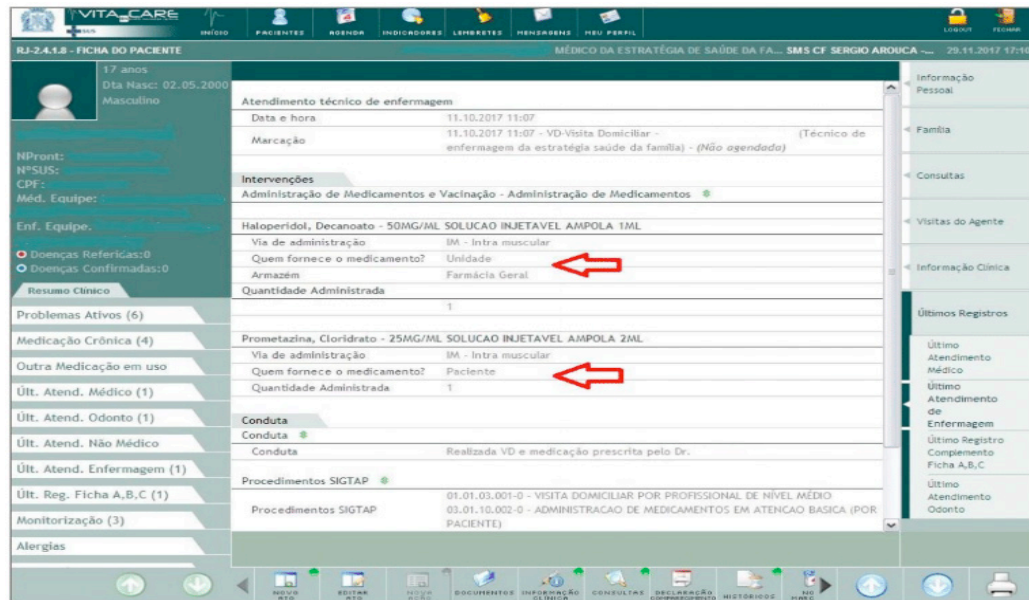 VITA CARE
SUS
INÍCIO
PACIENTES
AGENDA
INDICADORES
LEMBRETES
MENSAGENS
MEU PERFIL
LOGOUT
FECHAR
RJ-2.4.1.8 - FICHA DO PACIENTE
MÉDICO DA ESTRATÉGIA DE SAÚDE DA FA... SMS CF SERGIO AROUCA -... 29.11.2017 17:10
17 anos
Dta Nasc: 02.05.2000
Masculino
NPront:
NºSUS:
CPF:
Méd. Equipe:
Enf. Equipe.
Doenças Referidas:0
Doenças Confirmadas:0
Resumo Clínico
Problemas Ativos (6)
Medicação Crônica (4)
Outra Medicação em uso
Últ. Atend. Médico (1)
Últ. Atend. Odonto (1)
Últ. Atend. Não Médico
Últ. Atend. Enfermagem (1)
Últ. Reg. Ficha A,B,C (1)
Monitorização (3)
Alergias
Atendimento técnico de enfermagem
Data e hora 11.10.2017 11:07
Marcação 11.10.2017 11:07 - VD-Visita Domiciliar - (Técnico de
enfermagem da estratégia saúde da família) - (Não agendada)
Intervenções
Administração de Medicamentos e Vacinação - Administração de Medicamentos
Haloperidol, Decanoato - 50MG/ML SOLUCAO INJETAVEL AMPOLA 1ML
Via de administração IM - Intra muscular
Quem fornece o medicamento? Unidade
Armazém Farmácia Geral
Quantidade Administrada
1
Prometazina, Cloridrato - 25MG/ML SOLUCAO INJETAVEL AMPOLA 2ML
Via de administração IM - Intra muscular
Quem fornece o medicamento? Paciente
Quantidade Administrada 1
Conduta
Conduta
Conduta Realizada VD e medicação prescrita pelo Dr.
Procedimentos SIGTAP
Procedimentos SIGTAP 01.01.03.001-0 - VISITA DOMICILIAR POR PROFISSIONAL DE NÍVEL MÉDIO
03.01.10.002-0 - ADMINISTRACAO DE MEDICAMENTOS EM ATENCAO BASICA (POR
PACIENTE)
Informação
Pessoal
Família
Consultas
Visitas do Agente
Informação Clínica
Últimos Registros
Último
Atendimento
Médico
Último
Atendimento
de
Enfermagem
Último Registro
Complemento
Ficha A,B,C
Último
Atendimento
Odonto
NOVO
ATO
EDITAR
ATO
NOVA
AÇÃO
DOCUMENTOS
INFORMAÇÃO
CLÍNICA
CONSULTAS
DECLARAÇÃO
COMPARECIMENTO
HISTÓRICOS
NO
MARC